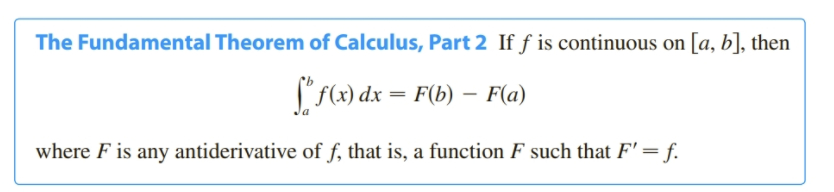 The Fundamental Theorem of Calculus, Part 2 If f is continuous on [a, b], then
∫ₐᵇ f(x) dx = F(b) − F(a)
where F is any antiderivative of f, that is, a function F such that F′ = f.